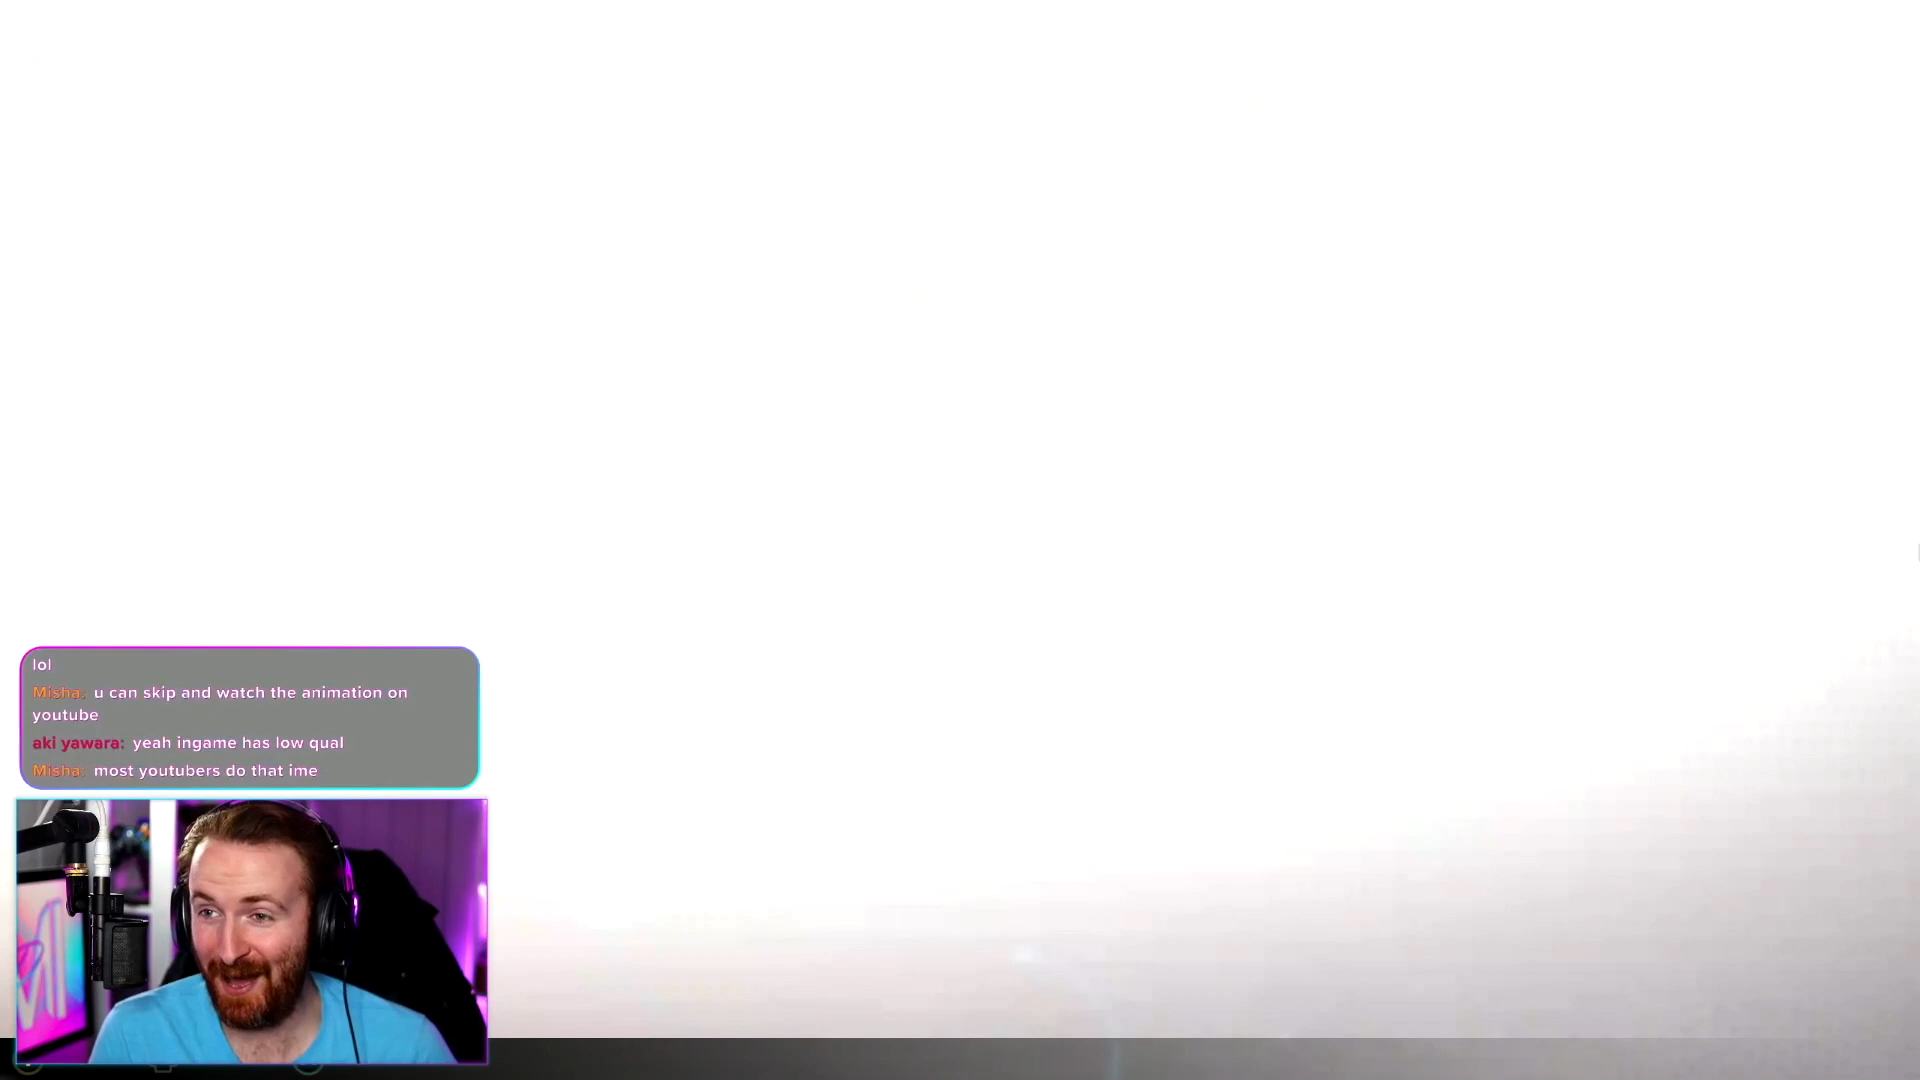 lol
Misha: u can skip and watch the animation on
youtube
aki yawara: yeah ingame has low qual
Misha: most youtubers do that ime